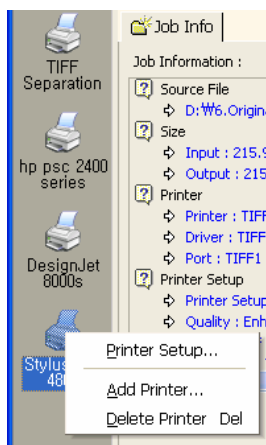 TIFF
Separation
hp psc 2400
series
DesignJet
8000s
Stylus
48
Job Info
Job Information :
Source File
D:₩6.Origin
Size
Input : 215.9
Output : 215
Printer
Printer : TIFF
Driver : TIFF
Port : TIFF1
Printer Setup
Printer Setup
Quality : Enh
Printer Setup...
Add Printer...
Delete Printer Del